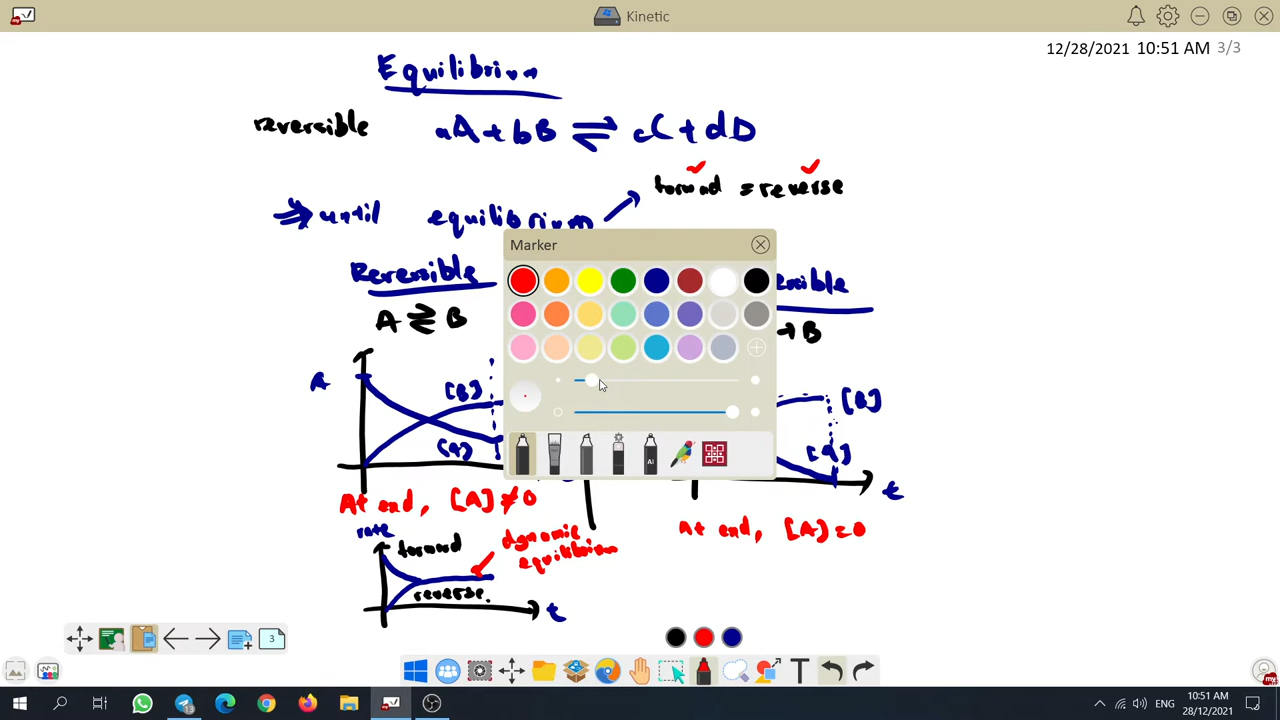 Kinetic
12/28/2021 10:51 AM 3/3
Equilibrium
reversible aA + bB ⇌ cC + dD
forward = reverse
⇒ until equilibrium
Marker
Reversible
A ⇄ B
→ B
A
[B]
[A]
[B]
[A]
t
At end, [A] ≠ 0
At end, [A] = 0
rate
forward
dynamic
equilibrium
reverse.
t
AI
3
T
my
ENG
10:51 AM
28/12/2021